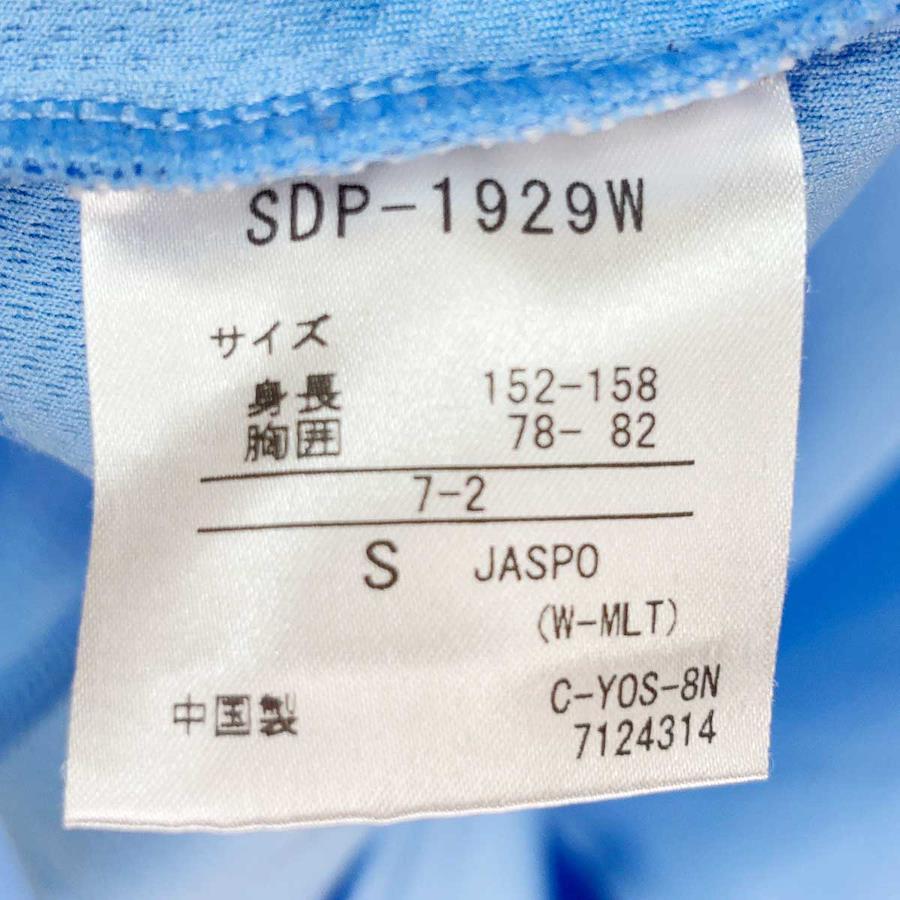 SDP-1929W
サイズ
身長 152-158
胸囲 78- 82
7-2
S JASPO
(W-MLT)
C-YOS-8N
中国製
7124314